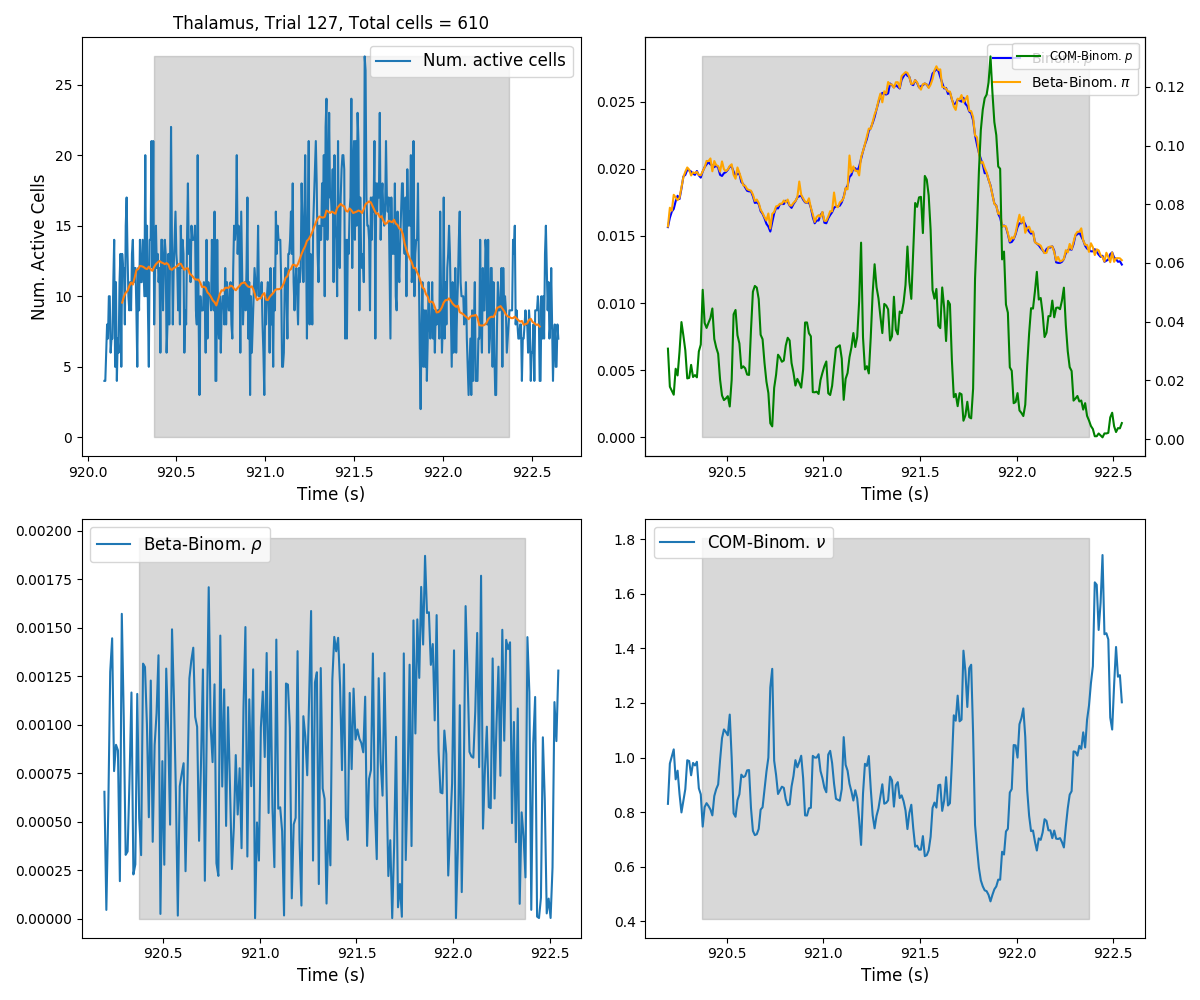 Thalamus, Trial 127, Total cells = 610
Num. active cells
Num. Active Cells
25
20
15
10
5
0
920.0 920.5 921.0 921.5 922.0 922.5
Time (s)
COM-Binom. p
Beta-Binom. π
0.025
0.020
0.015
0.010
0.005
0.000
0.12
0.10
0.08
0.06
0.04
0.02
0.00
920.5 921.0 921.5 922.0 922.5
Time (s)
Beta-Binom. ρ
0.00200
0.00175
0.00150
0.00125
0.00100
0.00075
0.00050
0.00025
0.00000
920.5 921.0 921.5 922.0 922.5
Time (s)
COM-Binom. ν
1.8
1.6
1.4
1.2
1.0
0.8
0.6
0.4
920.5 921.0 921.5 922.0 922.5
Time (s)